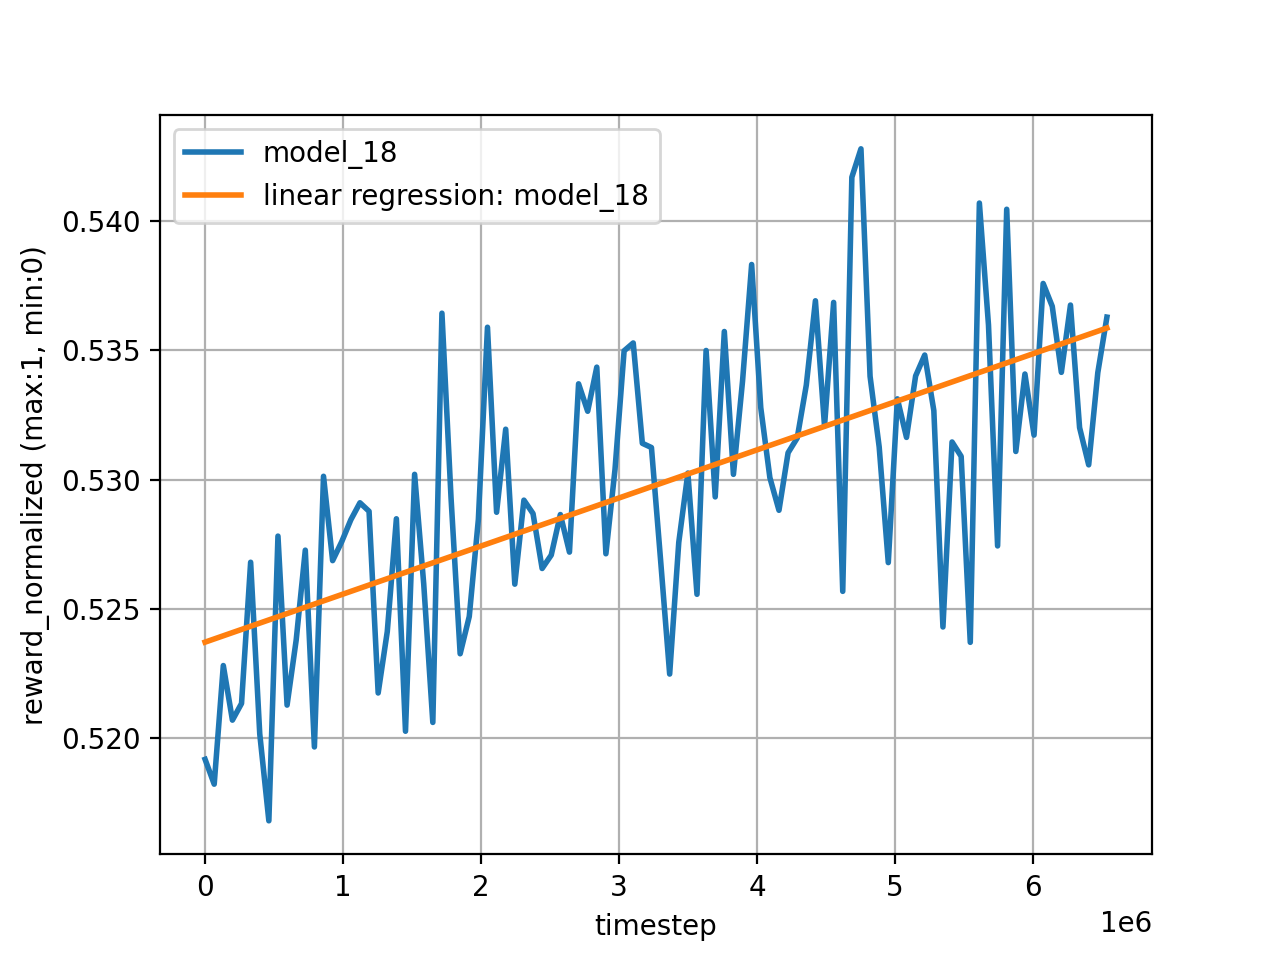 model_18
linear regression: model_18
reward_normalized (max:1, min:0)
0.540
0.535
0.530
0.525
0.520
0 1 2 3 4 5 6
1e6
timestep